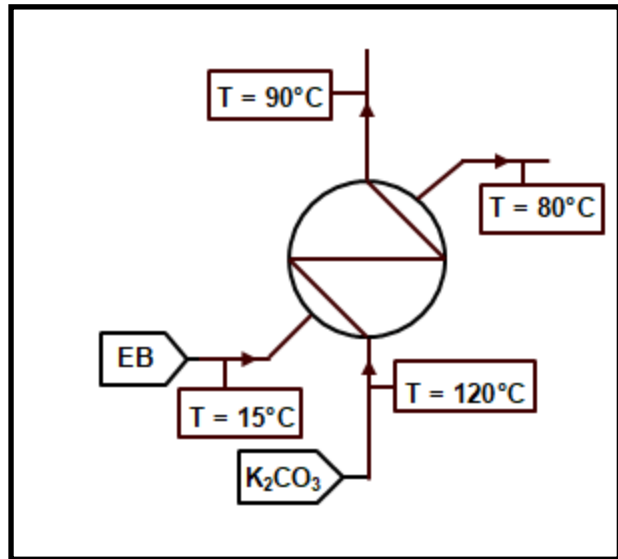 T = 90°C
T = 80°C
EB
T = 15°C
T = 120°C
K₂CO₃